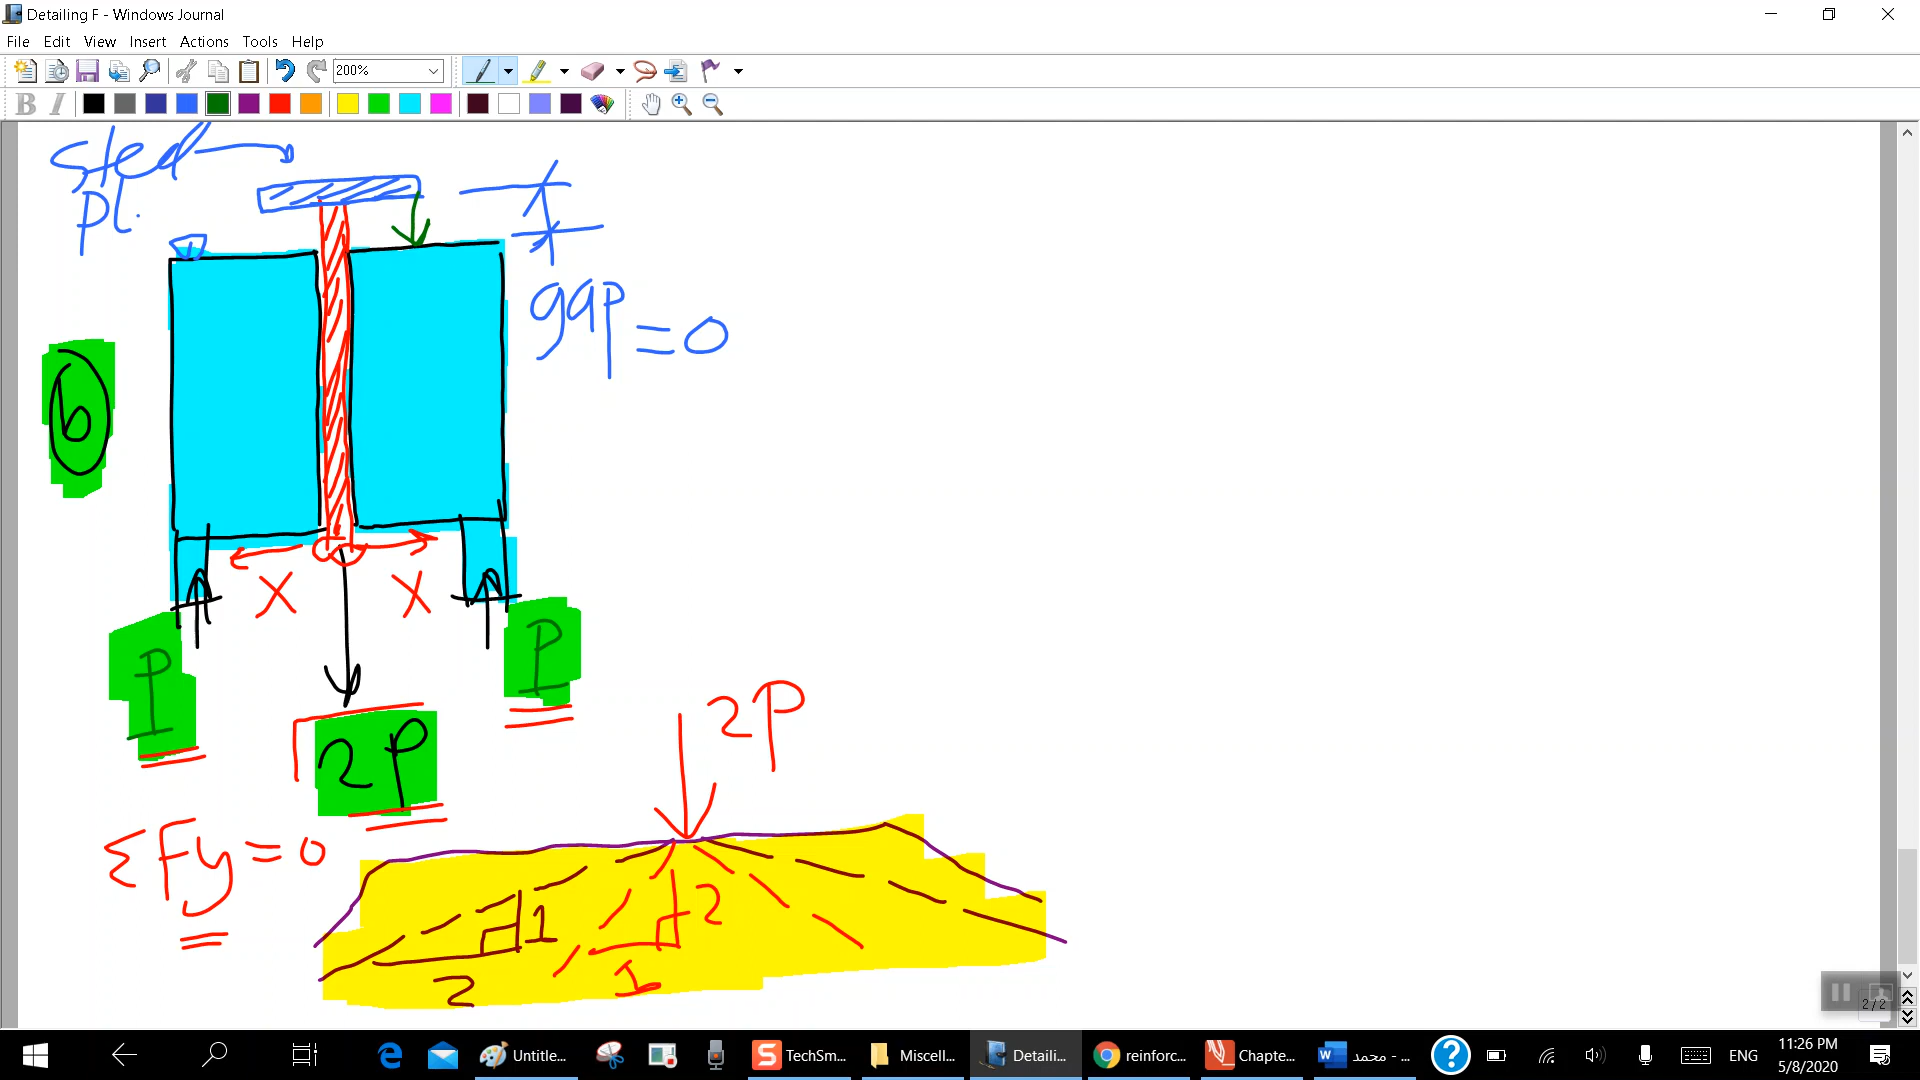 Detailing F - Windows Journal
File Edit View Insert Actions Tools Help
200%
B I
steel
pl.
gap = 0
b
X X
P P
2P
2P
ΣFy = 0
1 2
2 1
2 / 2
Untitle... TechSm... Miscell... Detaili... reinforc... Chapte... محمد - ... ENG
11:26 PM
5/8/2020